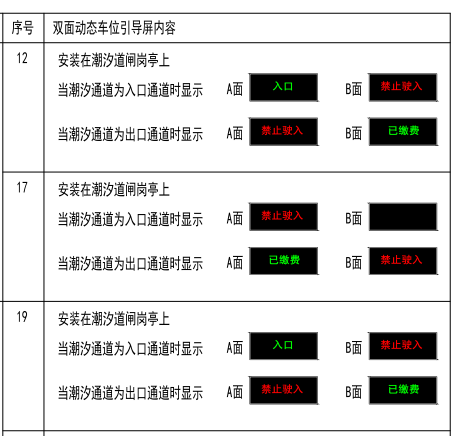 序号 双面动态车位引导屏内容
12 安装在潮汐道闸岗亭上
当潮汐通道为入口通道时显示 A面 入口 B面 禁止驶入
当潮汐通道为出口通道时显示 A面 禁止驶入 B面 已缴费
17 安装在潮汐道闸岗亭上
当潮汐通道为入口通道时显示 A面 禁止驶入 B面
当潮汐通道为出口通道时显示 A面 已缴费 B面 禁止驶入
19 安装在潮汐道闸岗亭上
当潮汐通道为入口通道时显示 A面 入口 B面 禁止驶入
当潮汐通道为出口通道时显示 A面 禁止驶入 B面 已缴费